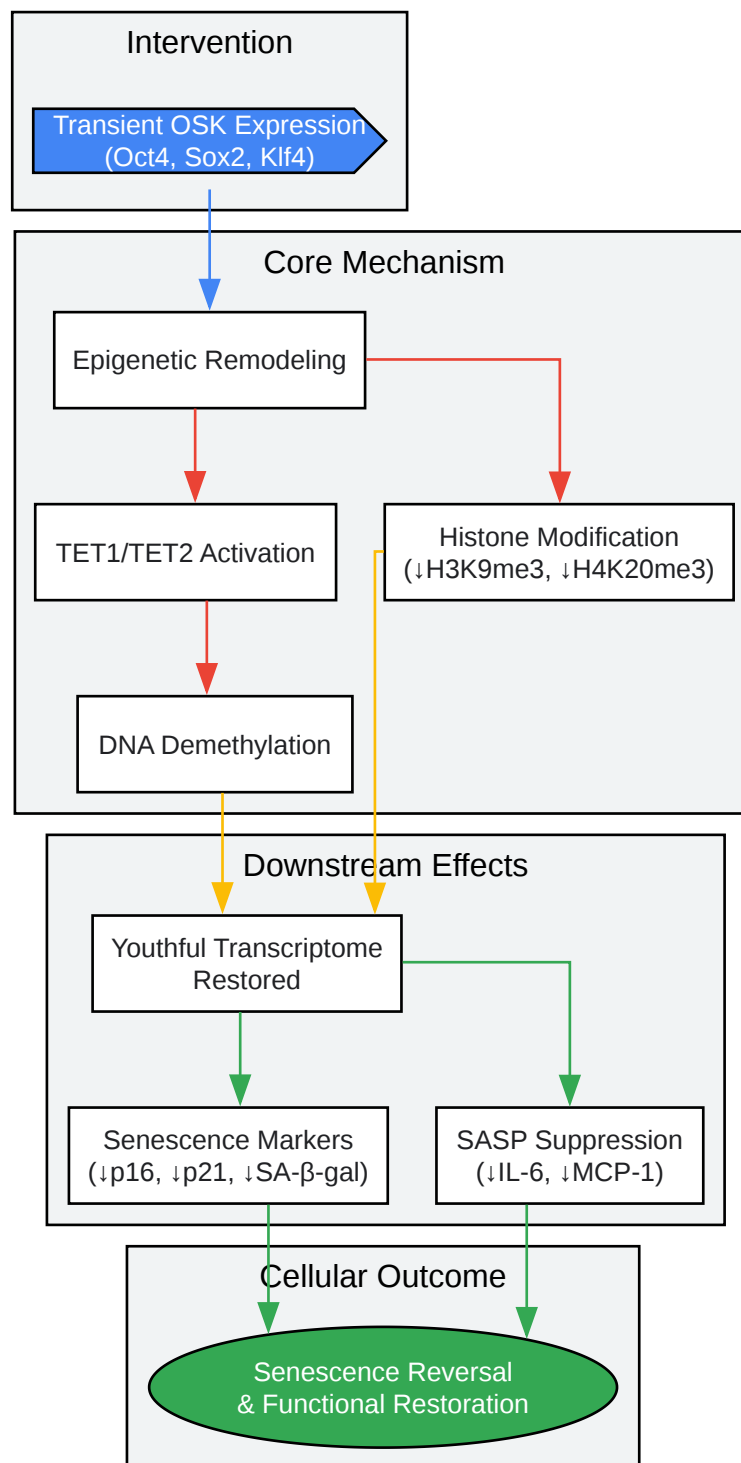 Intervention
Transient OSK Expression
(Oct4, Sox2, Klf4)
Core Mechanism
Epigenetic Remodeling
TET1/TET2 Activation
Histone Modification
(↓H3K9me3, ↓H4K20me3)
DNA Demethylation
Downstream Effects
Youthful Transcriptome
Restored
Senescence Markers
(↓p16, ↓p21, ↓SA-β-gal)
SASP Suppression
(↓IL-6, ↓MCP-1)
Cellular Outcome
Senescence Reversal
& Functional Restoration